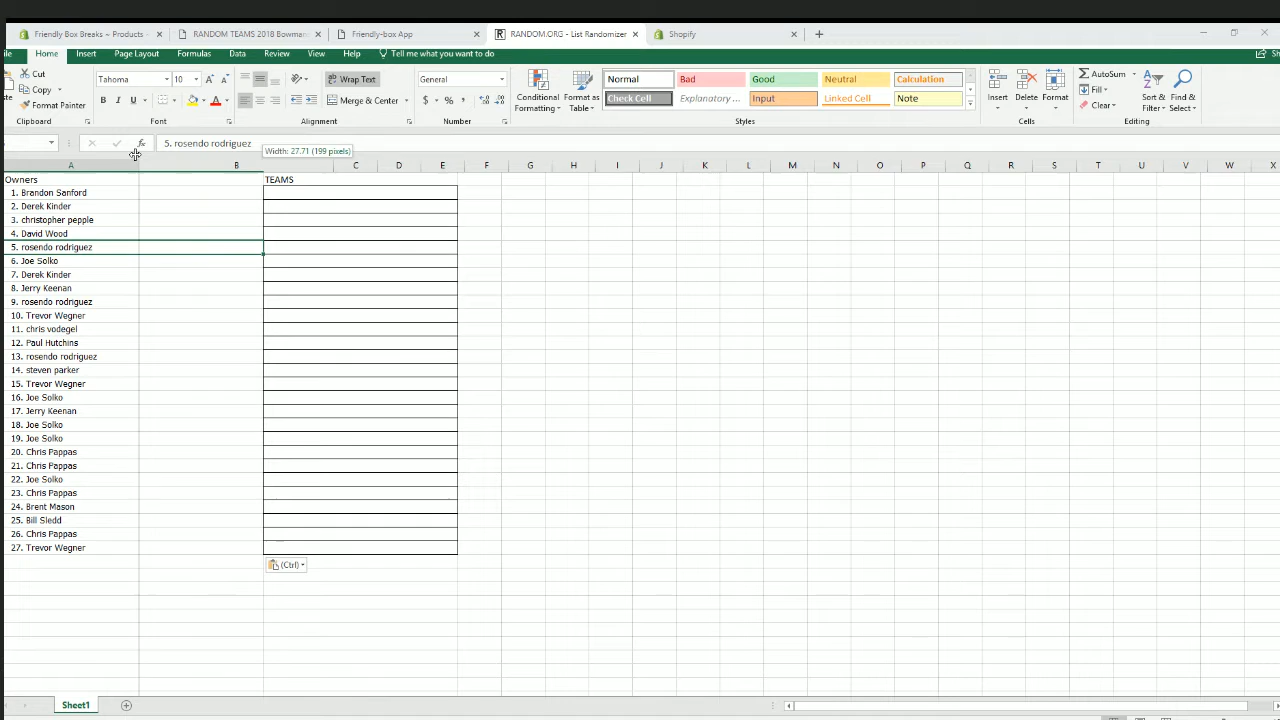 Friendly Box Breaks ~ Products -
RANDOM TEAMS 2018 Bowman
Friendly-box App
RANDOM.ORG - List Randomizer
Shopify
Home Insert Page Layout Formulas Data Review View Help Tell me what you want to do
Cut
Copy
Format Painter
Clipboard
Tahoma 10
B I U A
Font
Wrap Text
Merge & Center
Alignment
General
$ % ,
Number
Conditional Formatting
Format as Table
Normal Bad Good Neutral Calculation
Check Cell Explanatory ... Input Linked Cell Note
Styles
Insert Delete Format
Cells
AutoSum
Fill
Clear
Sort & Filter
Find & Select
Editing
fx 5. rosendo rodriguez
Width: 27.71 (199 pixels)
A B C D E F G H I J K L M N O P Q R S T U V W X
Owners TEAMS
1. Brandon Sanford
2. Derek Kinder
3. christopher pepple
4. David Wood
5. rosendo rodriguez
6. Joe Solko
7. Derek Kinder
8. Jerry Keenan
9. rosendo rodriguez
10. Trevor Wegner
11. chris vodegel
12. Paul Hutchins
13. rosendo rodriguez
14. steven parker
15. Trevor Wegner
16. Joe Solko
17. Jerry Keenan
18. Joe Solko
19. Joe Solko
20. Chris Pappas
21. Chris Pappas
22. Joe Solko
23. Chris Pappas
24. Brent Mason
25. Bill Sledd
26. Chris Pappas
27. Trevor Wegner
(Ctrl)
Sheet1